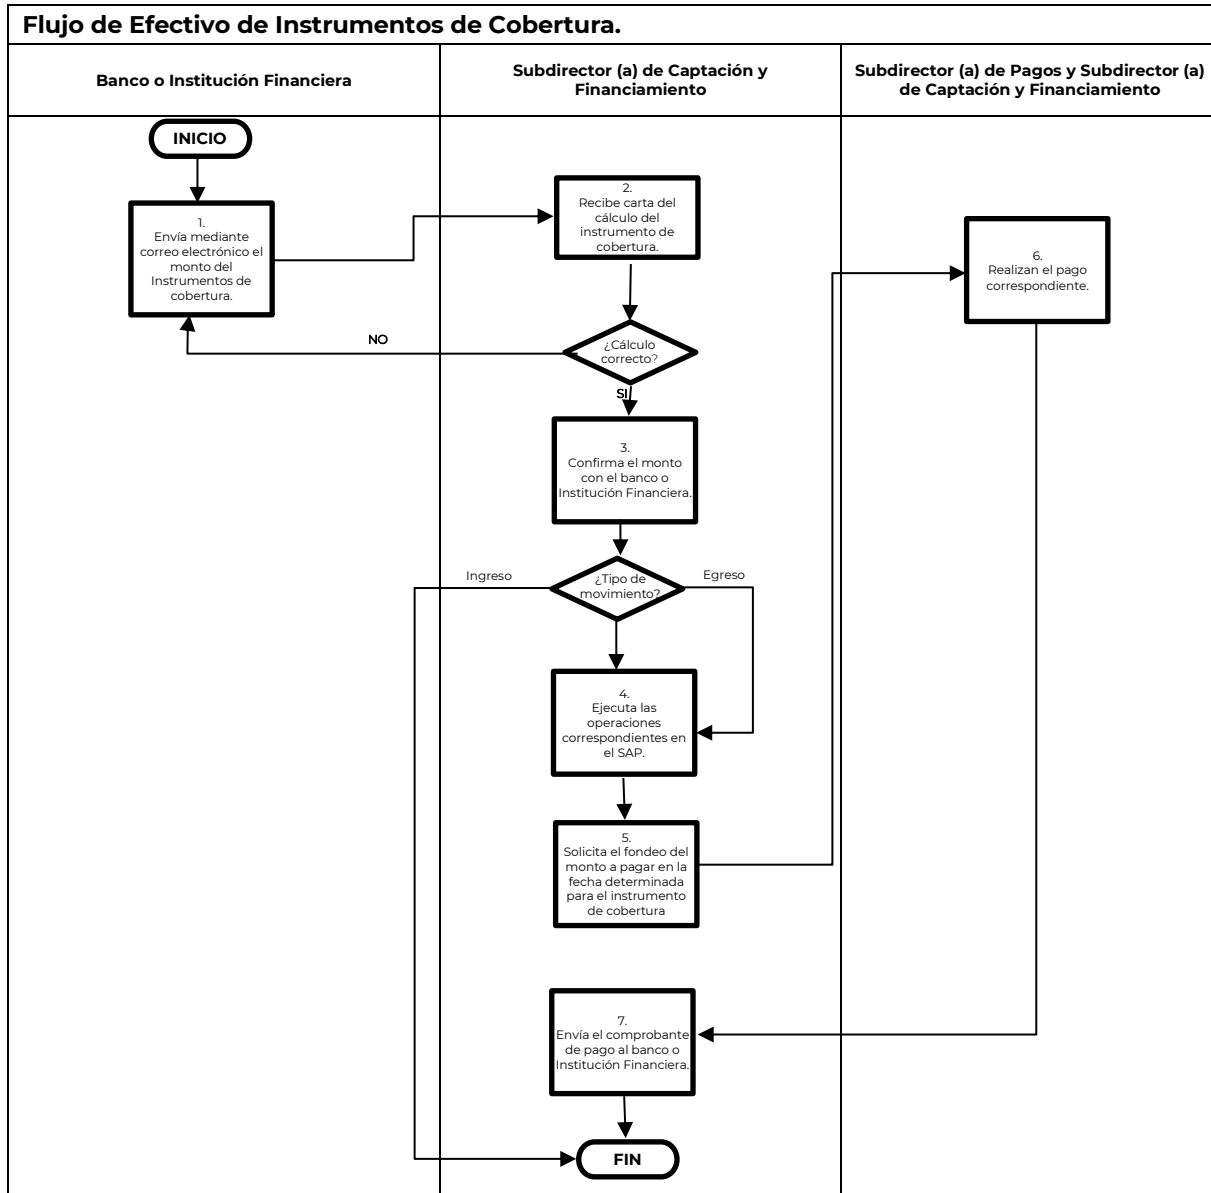 Flujo de Efectivo de Instrumentos de Cobertura.
Banco o Institución Financiera
Subdirector (a) de Captación y
Financiamiento
Subdirector (a) de Pagos y Subdirector (a)
de Captación y Financiamiento
INICIO
1.
Envía mediante
correo electrónico el
monto del
Instrumentos de
cobertura.
2.
Recibe carta del
cálculo del
instrumento de
cobertura.
¿Cálculo
correcto?
NO
SI
3.
Confirma el monto
con el banco o
Institución Financiera.
¿Tipo de
movimiento?
Ingreso
Egreso
4.
Ejecuta las
operaciones
correspondientes en
el SAP.
5.
Solicita el fondeo del
monto a pagar en la
fecha determinada
para el instrumento
de cobertura
6.
Realizan el pago
correspondiente.
7.
Envía el comprobante
de pago al banco o
Institución Financiera.
FIN